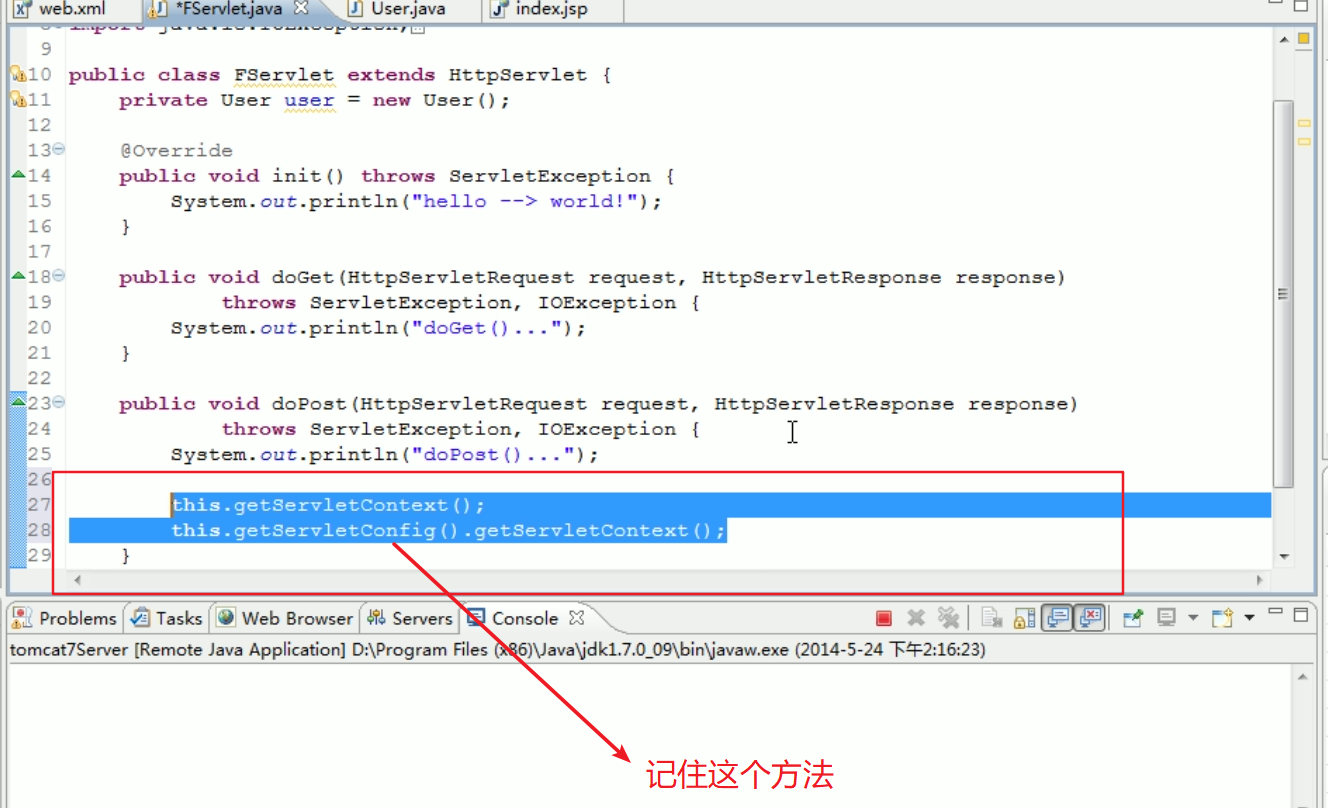 web.xml *FServlet.java User.java index.jsp
9
10 public class FServlet extends HttpServlet {
11 private User user = new User();
12
13 @Override
14 public void init() throws ServletException {
15 System.out.println("hello --> world!");
16 }
17
18 public void doGet(HttpServletRequest request, HttpServletResponse response)
19 throws ServletException, IOException {
20 System.out.println("doGet()...");
21 }
22
23 public void doPost(HttpServletRequest request, HttpServletResponse response)
24 throws ServletException, IOException {
25 System.out.println("doPost()...");
26
27 this.getServletContext();
28 this.getServletConfig().getServletContext();
29 }
Problems Tasks Web Browser Servers Console
tomcat7Server [Remote Java Application] D:\Program Files (x86)\Java\jdk1.7.0_09\bin\javaw.exe (2014-5-24 下午2:16:23)
记住这个方法